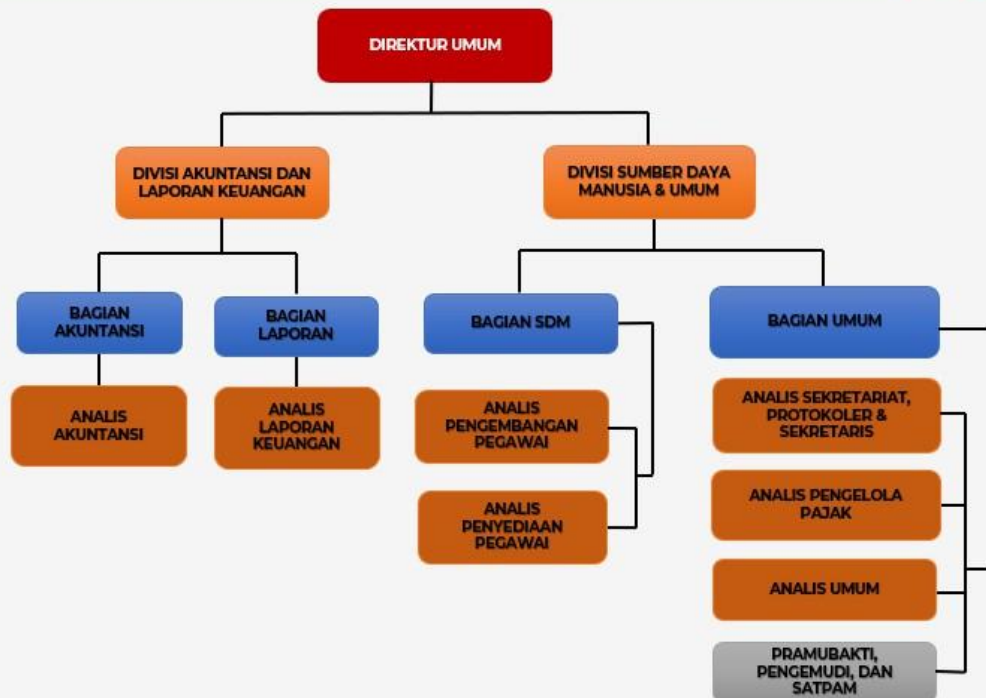 DIREKTUR UMUM
DIVISI AKUNTANSI DAN
LAPORAN KEUANGAN
DIVISI SUMBER DAYA
MANUSIA & UMUM
BAGIAN
AKUNTANSI
BAGIAN
LAPORAN
BAGIAN SDM
BAGIAN UMUM
ANALIS
AKUNTANSI
ANALIS
LAPORAN
KEUANGAN
ANALIS
PENGEMBANGAN
PEGAWAI
ANALIS SEKRETARIAT,
PROTOKOLER &
SEKRETARIS
ANALIS
PENYEDIAAN
PEGAWAI
ANALIS PENGELOLA
PAJAK
ANALIS UMUM
PRAMUBAKTI,
PENGEMUDI, DAN
SATPAM